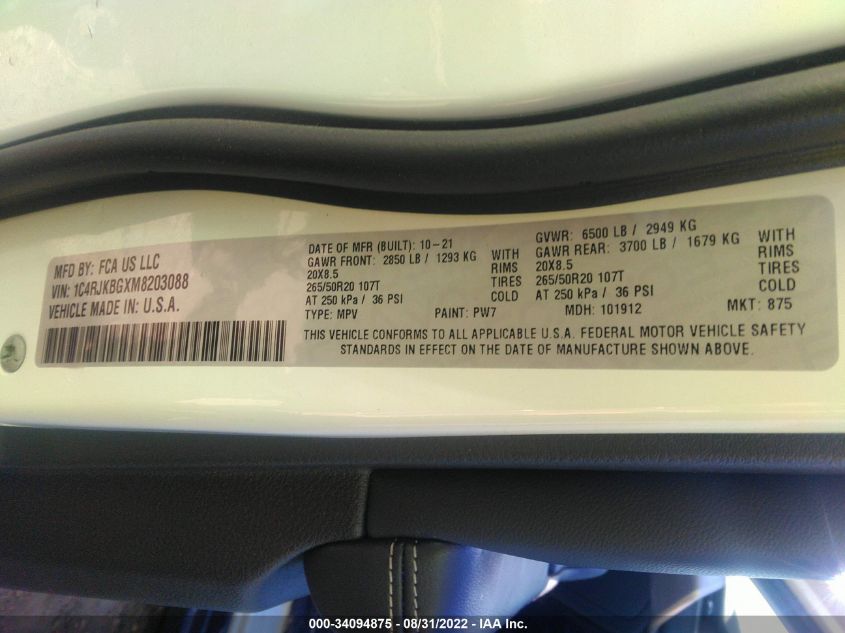 MFD BY: FCA US LLC
VIN: 1C4RJKBGXM8203088
VEHICLE MADE IN: U.S.A.
DATE OF MFR (BUILT): 10-21
GAWR FRONT: 2850 LB / 1293 KG WITH
20X8.5 RIMS
265/50R20 107T TIRES
AT 250 kPa / 36 PSI COLD
TYPE: MPV PAINT: PW7
GVWR: 6500 LB / 2949 KG
GAWR REAR: 3700 LB / 1679 KG WITH
20X8.5 RIMS
265/50R20 107T TIRES
AT 250 kPa / 36 PSI COLD
MDH: 101912 MKT: 875
THIS VEHICLE CONFORMS TO ALL APPLICABLE U.S.A. FEDERAL MOTOR VEHICLE SAFETY
STANDARDS IN EFFECT ON THE DATE OF MANUFACTURE SHOWN ABOVE.
000-34094875 - 08/31/2022 - IAA Inc.